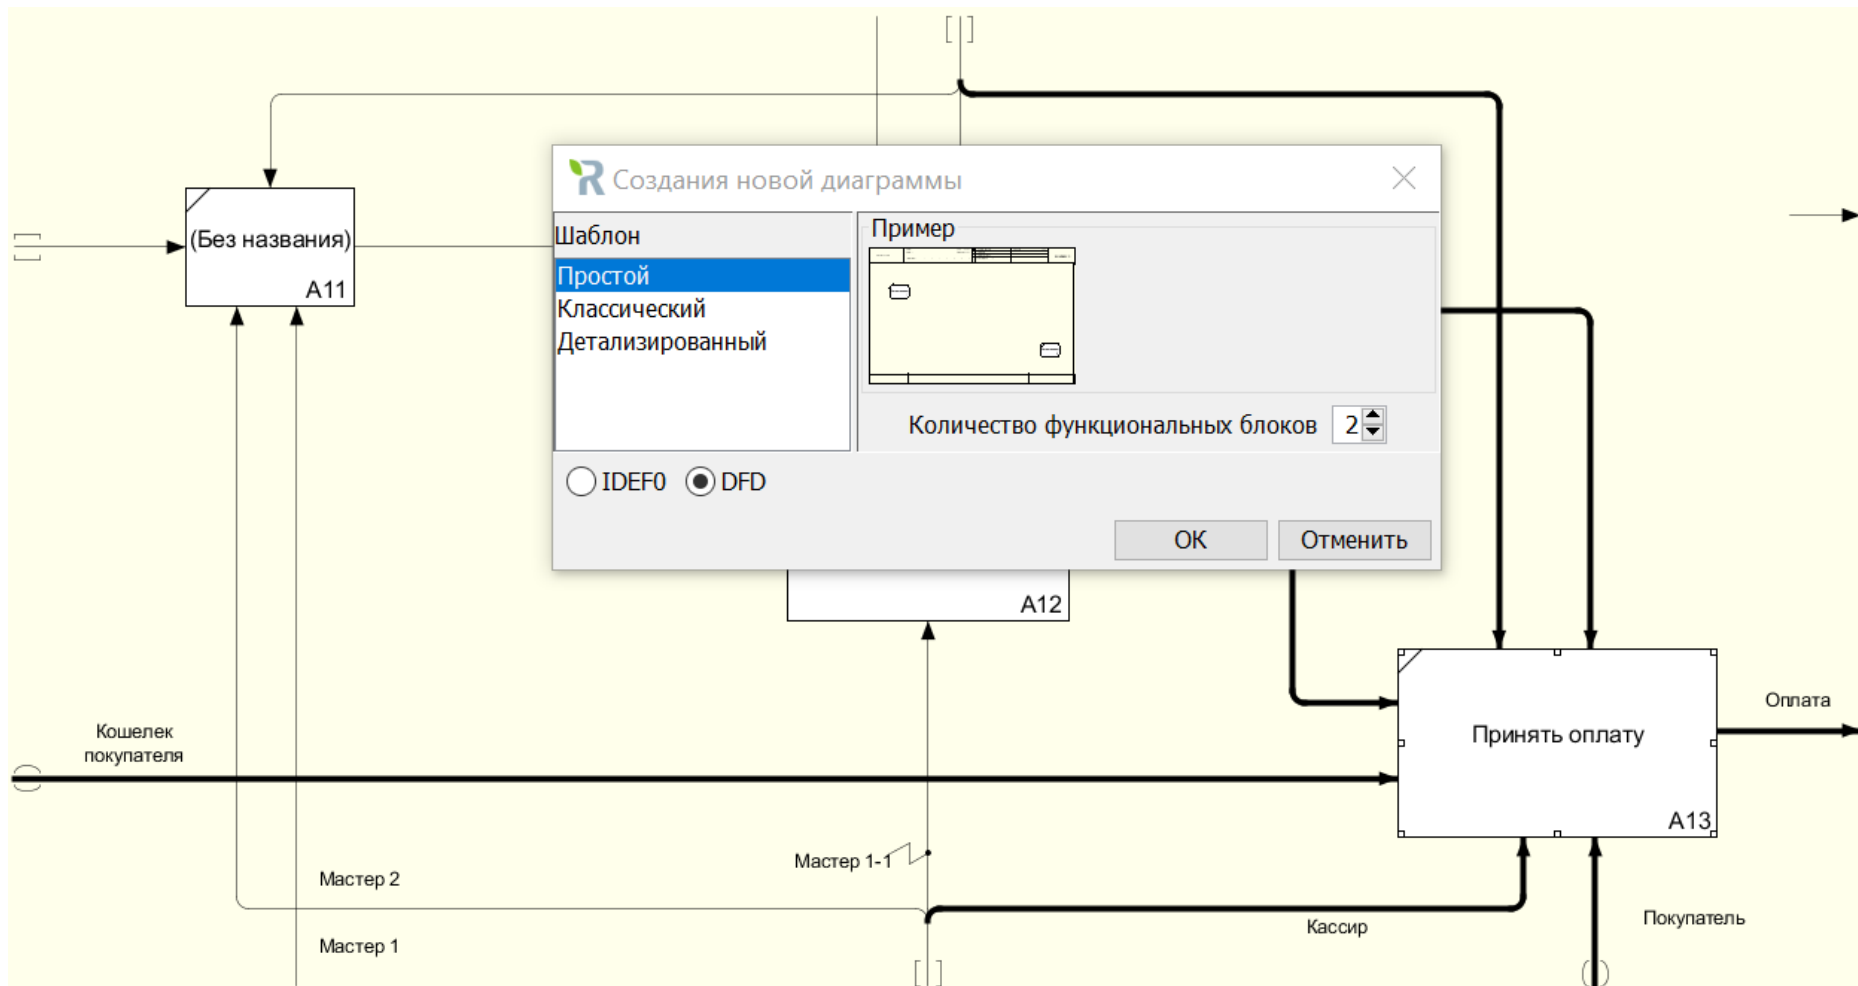 Создания новой диаграммы
Шаблон
Простой
Классический
Детализированный
Пример
Количество функциональных блоков 2
IDEF0 DFD
ОК Отменить
(Без названия)
A11
A12
Кошелек
покупателя
Принять оплату
A13
Оплата
Мастер 1-1
Мастер 2
Мастер 1
Кассир
Покупатель